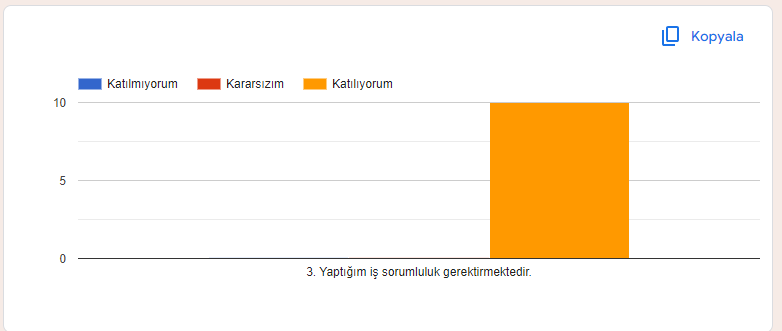 Kopyala
Katılmıyorum Kararsızım Katılıyorum
10
5
0
3. Yaptığım iş sorumluluk gerektirmektedir.